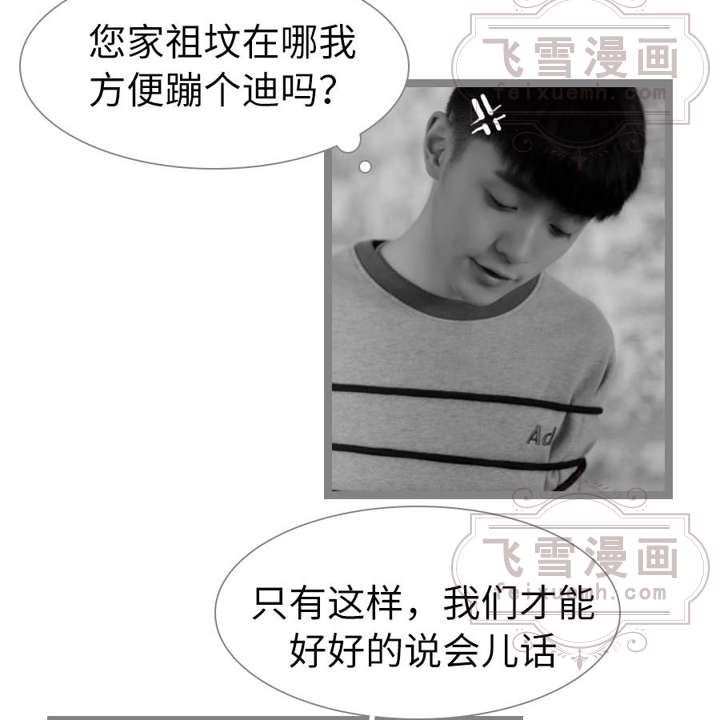 您家祖坟在哪我
方便蹦个迪吗？
飞雪漫画
feixuemh.com
Ad
飞雪漫画
feixuemh.com
只有这样，我们才能
好好的说会儿话